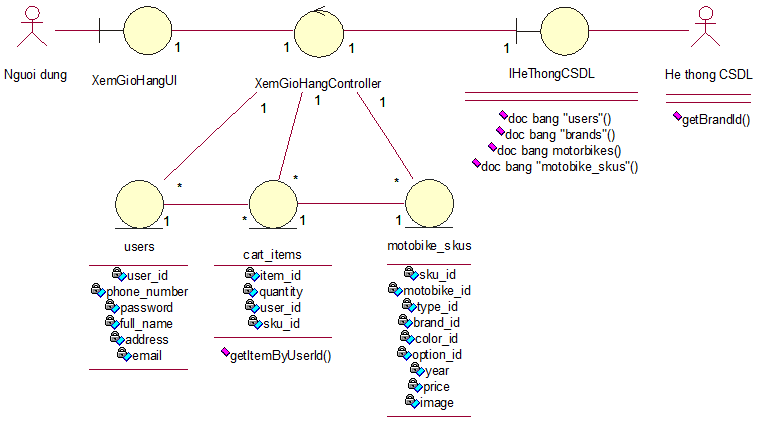 Nguoi dung
XemGioHangUI
1
1
XemGioHangController
1
1
IHeThongCSDL
He thong CSDL
doc bang "users"()
doc bang "brands"()
doc bang motorbikes()
doc bang "motobike_skus"()
getBrandId()
1
1
1
*
*
*
1
*
1
1
users
user_id
phone_number
password
full_name
address
email
cart_items
item_id
quantity
user_id
sku_id
getItemByUserId()
motobike_skus
sku_id
motobike_id
type_id
brand_id
color_id
option_id
year
price
image